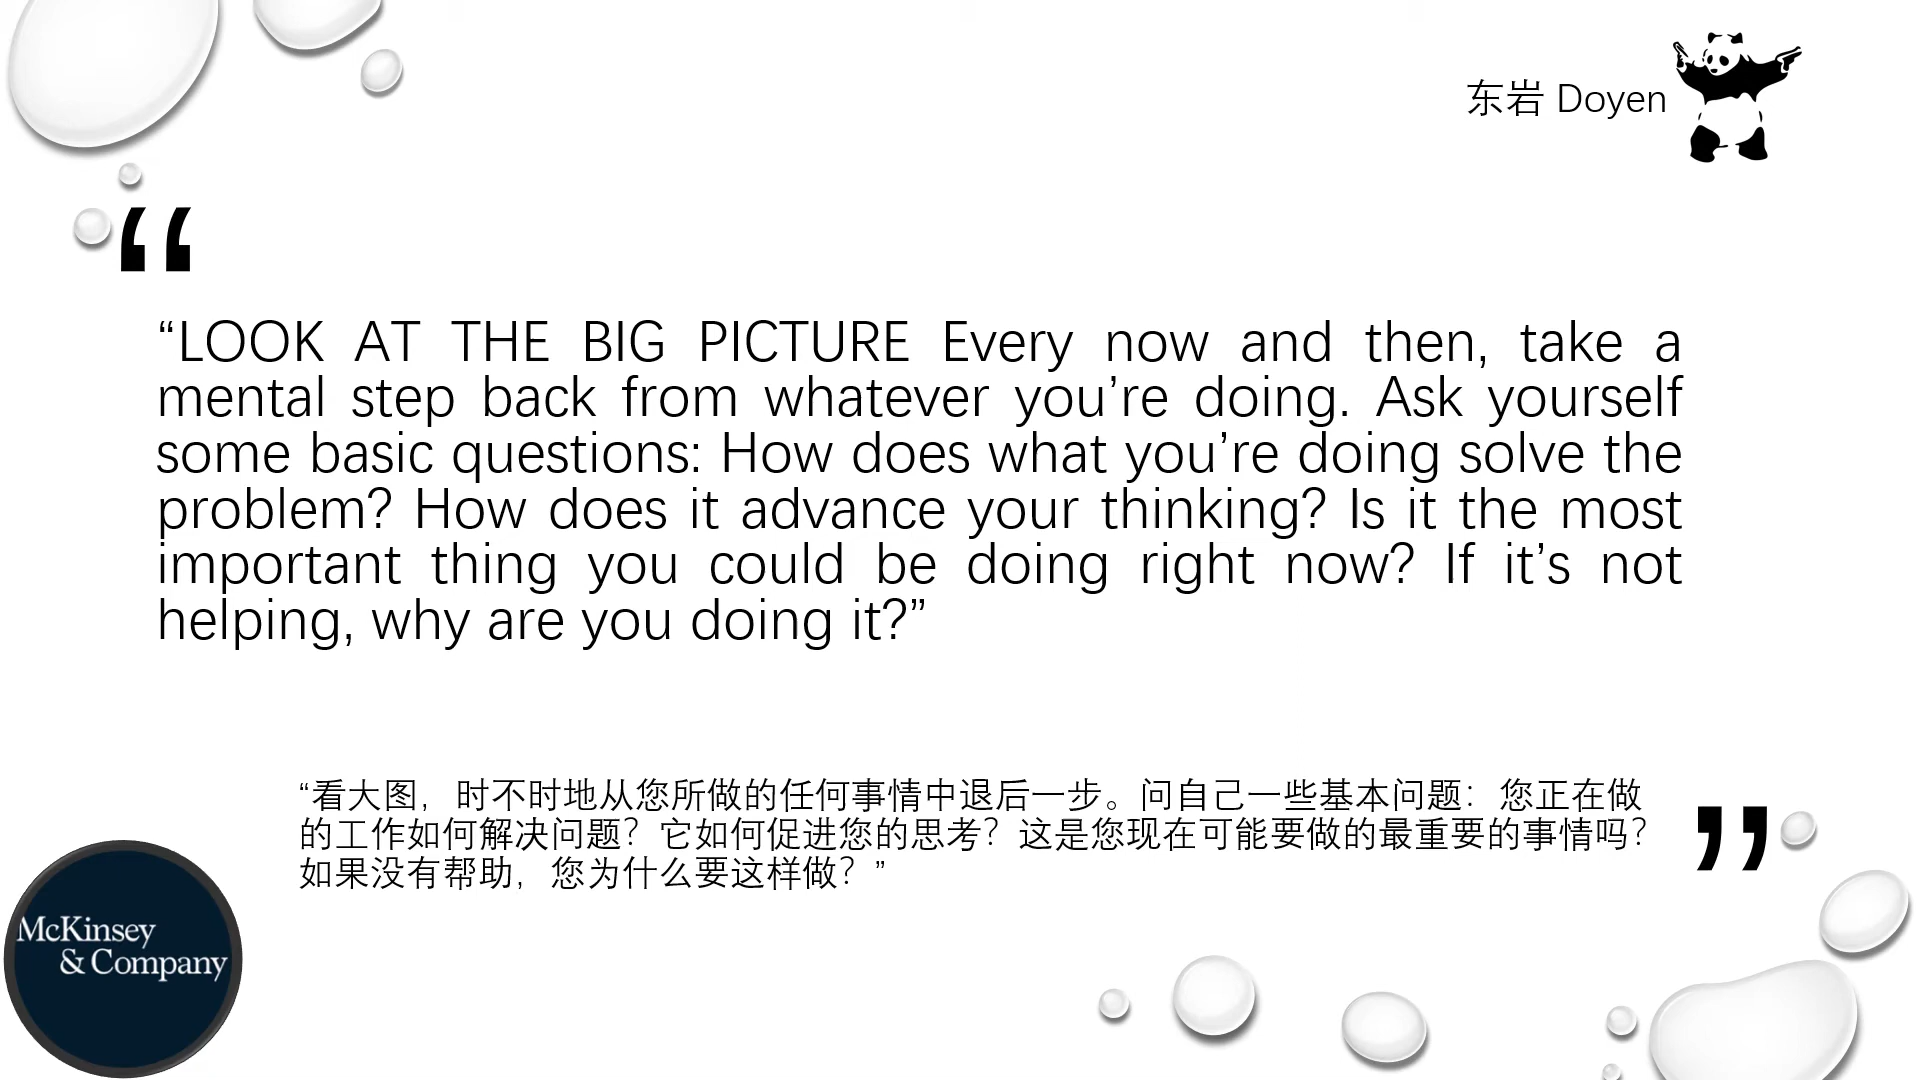 东岩 Doyen
“
“LOOK AT THE BIG PICTURE Every now and then, take a
mental step back from whatever you’re doing. Ask yourself
some basic questions: How does what you’re doing solve the
problem? How does it advance your thinking? Is it the most
important thing you could be doing right now? If it’s not
helping, why are you doing it?”
“看大图，时不时地从您所做的任何事情中退后一步。问自己一些基本问题：您正在做
的工作如何解决问题？它如何促进您的思考？这是您现在可能要做的最重要的事情吗？
如果没有帮助，您为什么要这样做？”
”
McKinsey
& Company